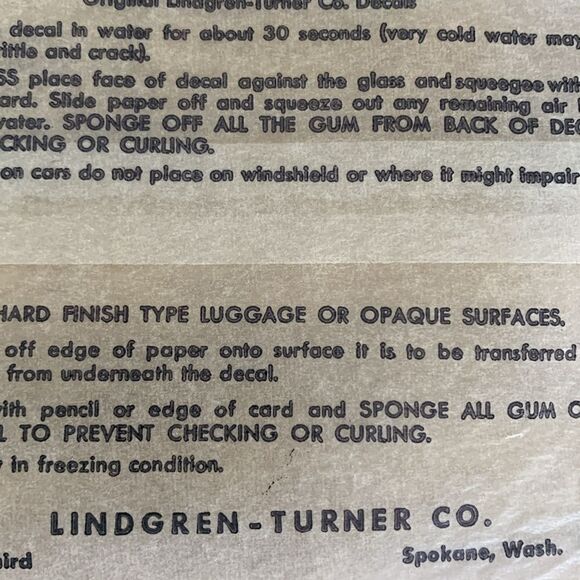 Original Lindgren-Turner Co. Decals
decal in water for about 30 seconds (very cold water may
rittle and crack).
SS place face of decal against the glass and squeegee with
ard. Slide paper off and squeeze out any remaining air
water. SPONGE OFF ALL THE GUM FROM BACK OF DEC
CKING OR CURLING.
on cars do not place on windshield or where it might impair
HARD FINISH TYPE LUGGAGE OR OPAQUE SURFACES.
off edge of paper onto surface it is to be transferred
from underneath the decal.
with pencil or edge of card and SPONGE ALL GUM O
L TO PREVENT CHECKING OR CURLING.
in freezing condition.
LINDGREN-TURNER CO.
hird Spokane, Wash.